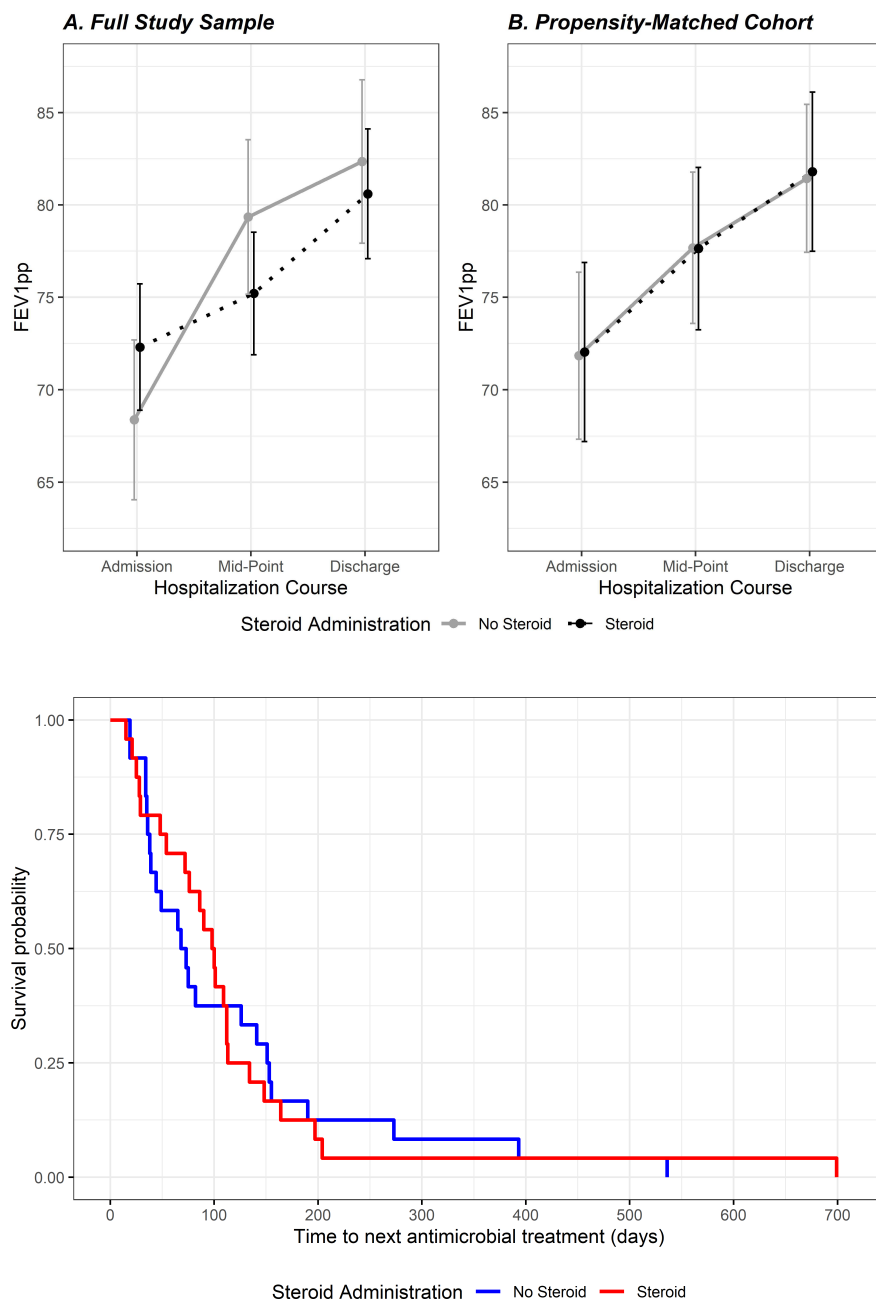 A. Full Study Sample
B. Propensity-Matched Cohort
FEV1pp
85
80
75
70
65
Admission Mid-Point Discharge
Hospitalization Course
FEV1pp
85
80
75
70
65
Admission Mid-Point Discharge
Hospitalization Course
Steroid Administration No Steroid Steroid
Survival probability
1.00
0.75
0.50
0.25
0.00
0 100 200 300 400 500 600 700
Time to next antimicrobial treatment (days)
Steroid Administration No Steroid Steroid